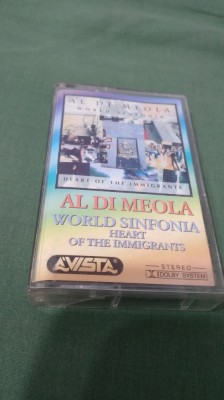 AL DI MEOLA
WORLD SINFONIA
HEART OF THE IMMIGRANTS
AL DI MEOLA
WORLD SINFONIA
HEART
OF THE IMMIGRANTS
AVISTA
STEREO
DOLBY SYSTEM